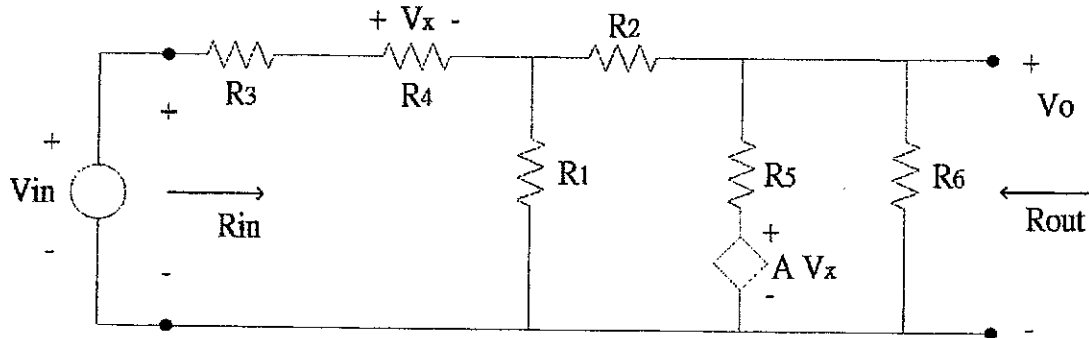 + Vx -
R2
R3
R4
+
Vo
+
+
Vin
-
Rin
-
R1
R5
R6
Rout
+
A Vx
-
-